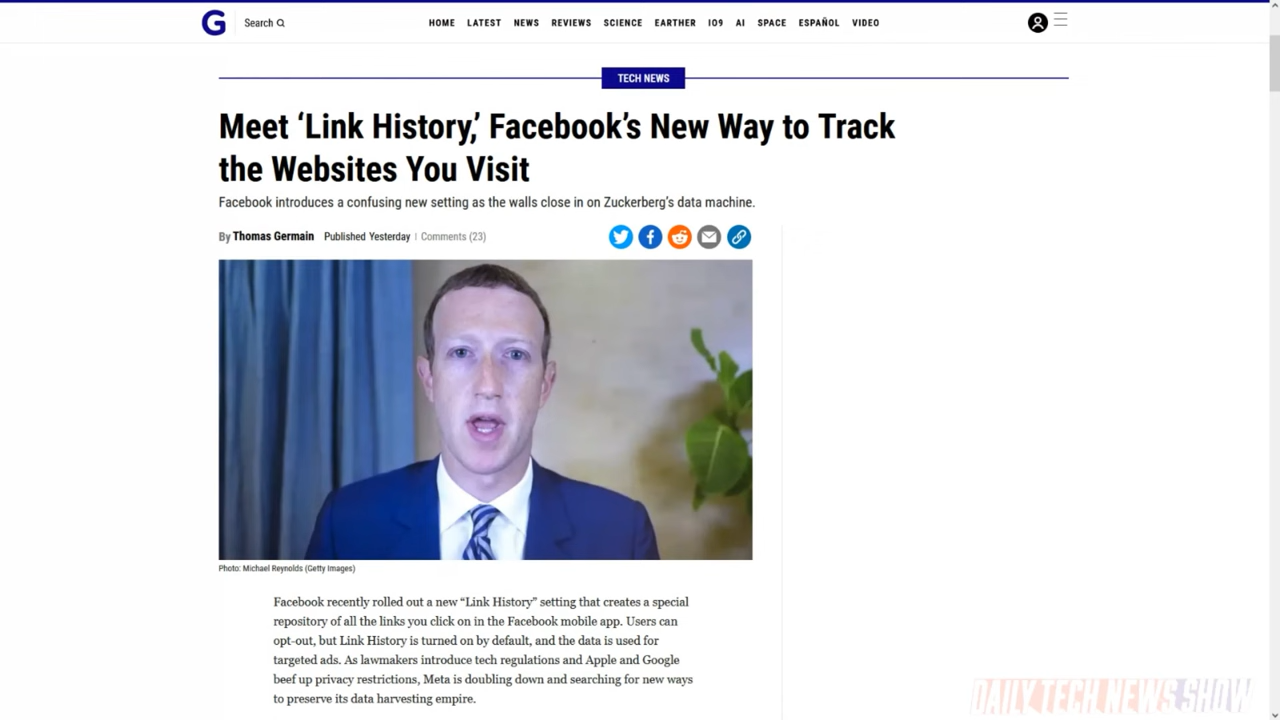 G
Search
HOME LATEST NEWS REVIEWS SCIENCE EARTHER IO9 AI SPACE ESPAÑOL VIDEO
TECH NEWS
Meet ‘Link History,’ Facebook’s New Way to Track
the Websites You Visit
Facebook introduces a confusing new setting as the walls close in on Zuckerberg’s data machine.
By Thomas Germain Published Yesterday | Comments (23)
Photo: Michael Reynolds (Getty Images)
Facebook recently rolled out a new “Link History” setting that creates a special
repository of all the links you click on in the Facebook mobile app. Users can
opt-out, but Link History is turned on by default, and the data is used for
targeted ads. As lawmakers introduce tech regulations and Apple and Google
beef up privacy restrictions, Meta is doubling down and searching for new ways
to preserve its data harvesting empire.
DAILY TECH NEWS SHOW